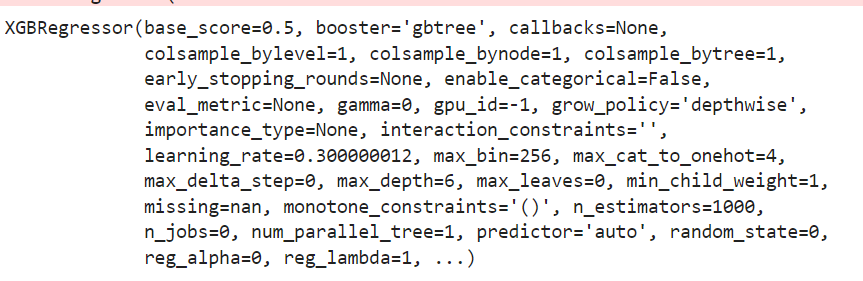 XGBRegressor(base_score=0.5, booster='gbtree', callbacks=None,
colsample_bylevel=1, colsample_bynode=1, colsample_bytree=1,
early_stopping_rounds=None, enable_categorical=False,
eval_metric=None, gamma=0, gpu_id=-1, grow_policy='depthwise',
importance_type=None, interaction_constraints='',
learning_rate=0.300000012, max_bin=256, max_cat_to_onehot=4,
max_delta_step=0, max_depth=6, max_leaves=0, min_child_weight=1,
missing=nan, monotone_constraints='()', n_estimators=1000,
n_jobs=0, num_parallel_tree=1, predictor='auto', random_state=0,
reg_alpha=0, reg_lambda=1, ...)